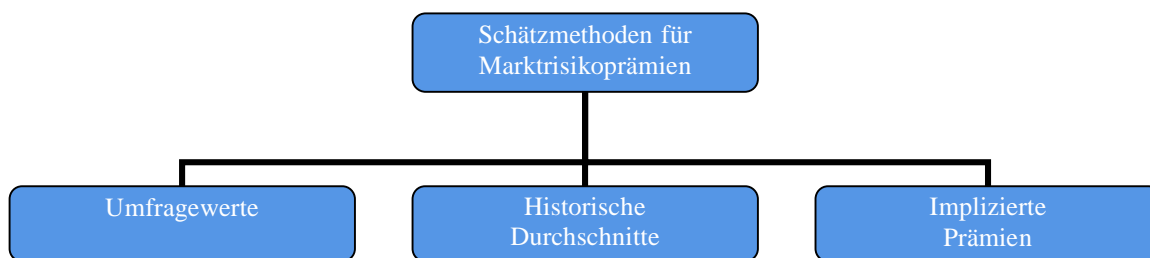 Schätzmethoden für
Marktrisikoprämien
Umfragewerte
Historische
Durchschnitte
Implizierte
Prämien